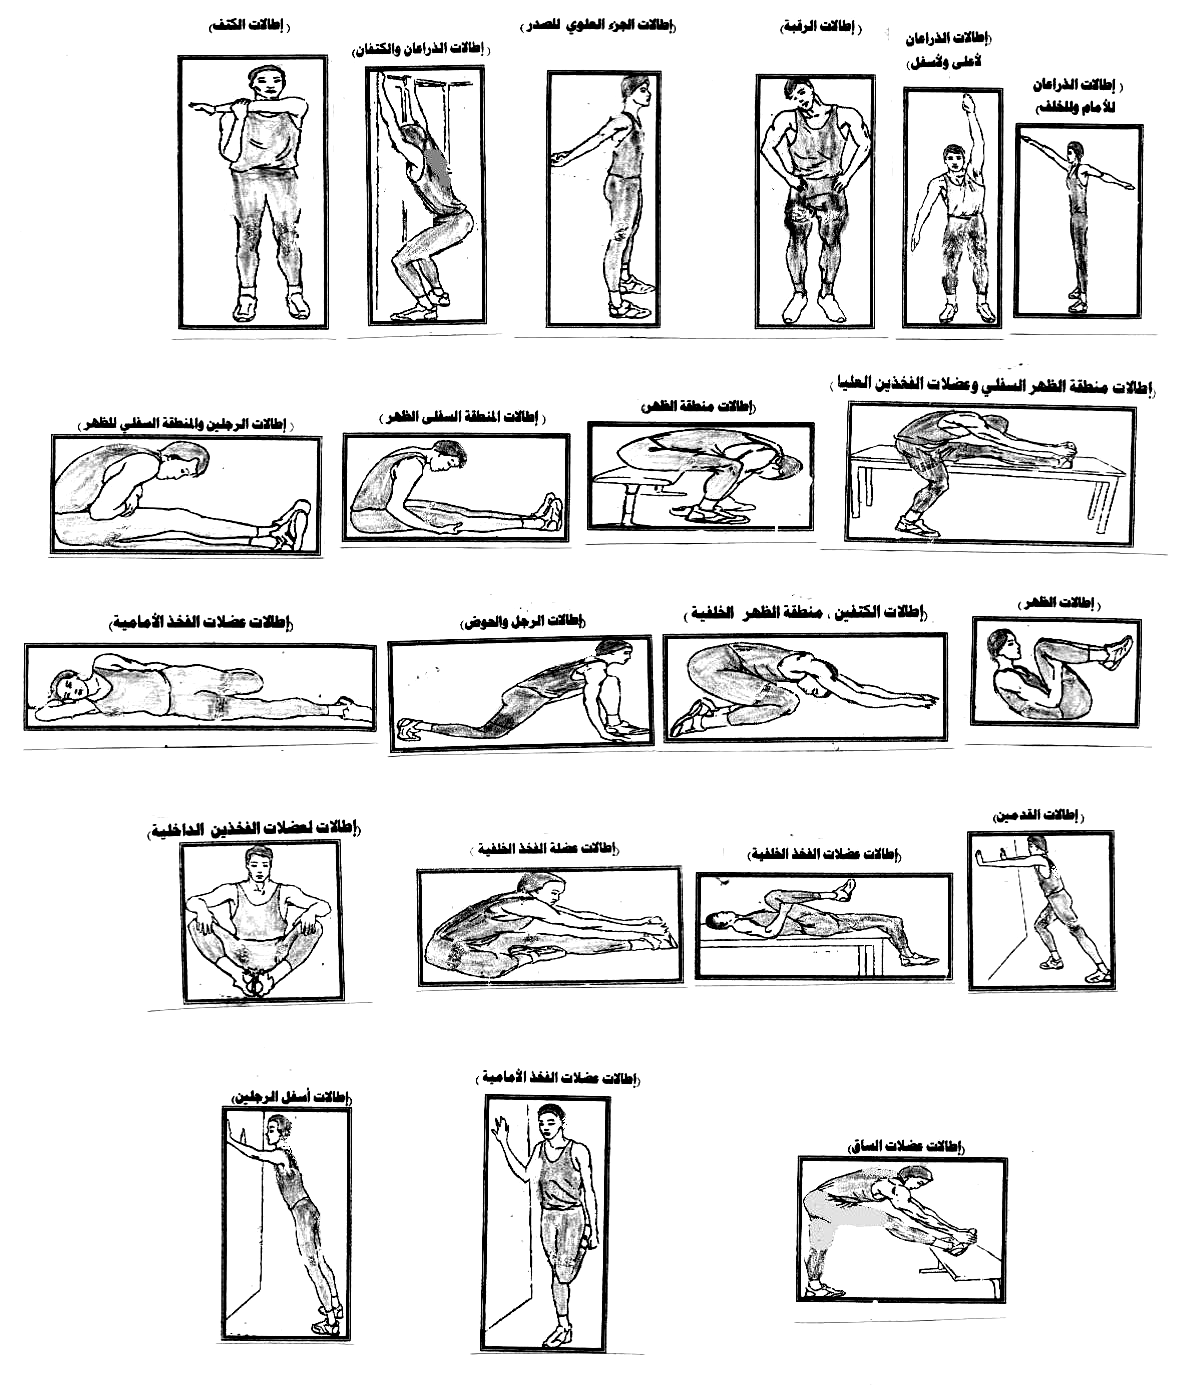 (إطالات الذراعان
للأمام وللخلف)
(إطالات الذراعان
لأعلى ولأسفل)
(إطالات الرقبة)
(إطالات الجزء العلوي للصدر)
(إطالات الذراعان والكتفان)
(إطالات الكتف)
(إطالات منطقة الظهر السفلي وعضلات الفخذين العليا)
(إطالات منطقة الظهر)
(إطالات المنطقة السفلى الظهر)
(إطالات الرجلين والمنطقة السفلي للظهر)
(إطالات الظهر)
(إطالات الكتفين ، منطقة الظهر الخلفية)
(إطالات الرجل والحوض)
(إطالات عضلات الفخذ الأمامية)
(إطالات القدمين)
(إطالات عضلات الفخذ الخلفية)
(إطالات عضلة الفخذ الخلفية)
(إطالات لعضلات الفخذين الداخلية)
(إطالات عضلات الساق)
(إطالات عضلات الفخذ الأمامية)
(إطالات أسفل الرجلين)